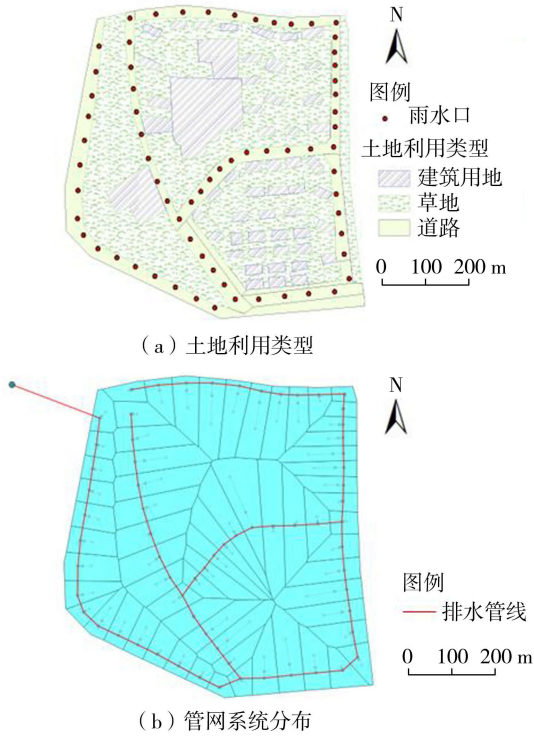 N
图例
雨水口
土地利用类型
建筑用地
草地
道路
0 100 200 m
(a)土地利用类型
N
图例
排水管线
0 100 200 m
(b)管网系统分布